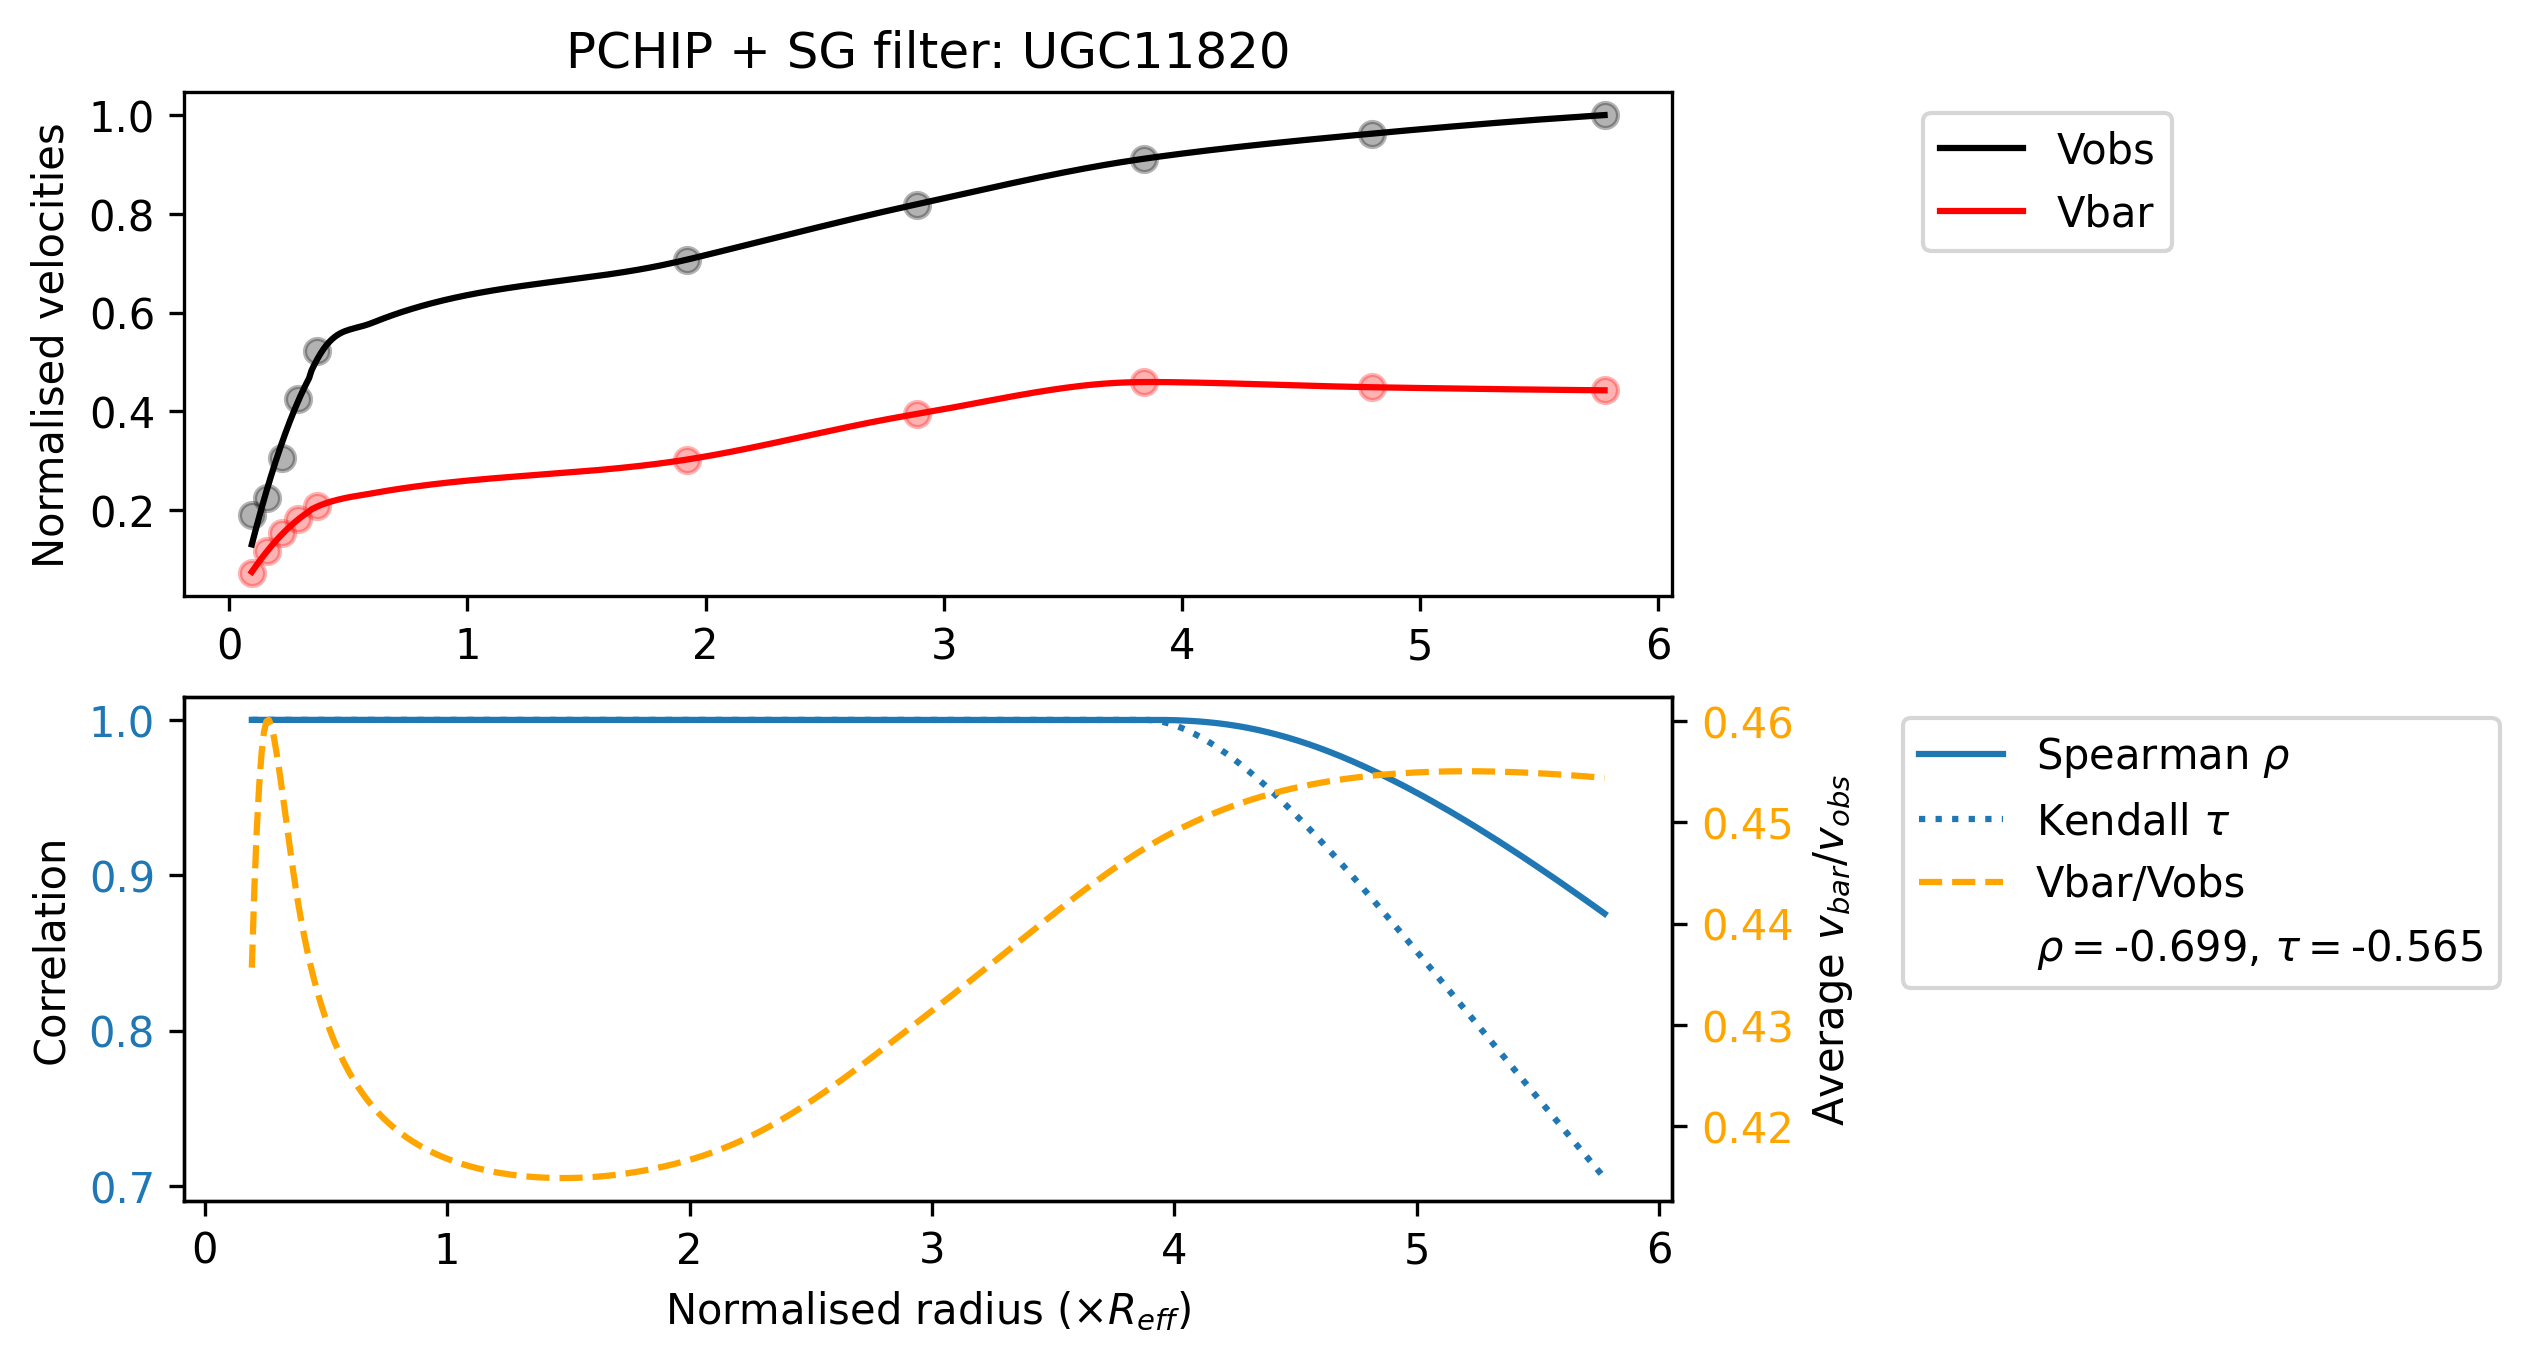 PCHIP + SG filter: UGC11820
Normalised velocities
1.0
0.8
0.6
0.4
0.2
0 1 2 3 4 5 6
Vobs
Vbar
Correlation
1.0
0.9
0.8
0.7
0.46
0.45
0.44
0.43
0.42
Average v_bar/v_obs
0 1 2 3 4 5 6
Normalised radius (×R_eff)
Spearman ρ
Kendall τ
Vbar/Vobs
ρ = -0.699, τ = -0.565